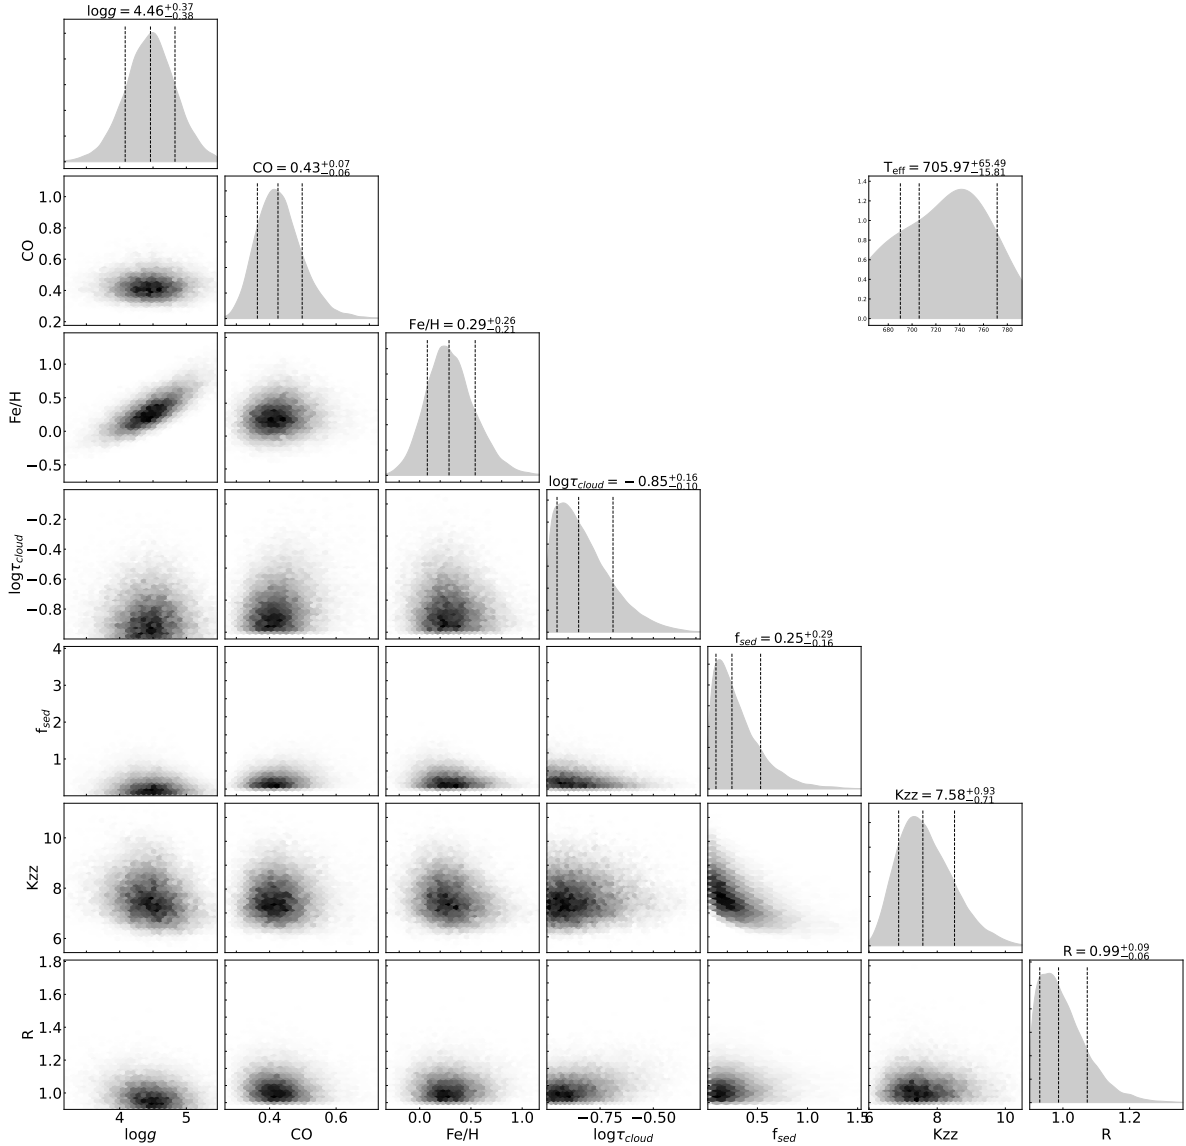 logg = 4.46+0.37−0.38
CO = 0.43+0.07−0.06
Teff = 705.97+65.49−15.81
1.0
0.8
0.6
0.4
0.2
CO
1.4
1.2
1.0
0.8
0.6
0.4
0.2
0.0
680 700 720 740 760 780
Fe/H = 0.29+0.26−0.21
1.0
0.5
0.0
−0.5
Fe/H
logτcloud = −0.85+0.16−0.10
−0.2
−0.4
−0.6
−0.8
logτcloud
fsed = 0.25+0.29−0.16
4
3
2
1
fsed
Kzz = 7.58+0.93−0.71
10
8
6
Kzz
R = 0.99+0.09−0.06
1.8
1.6
1.4
1.2
1.0
R
4 5 0.4 0.6 0.0 0.5 1.0 −0.75 −0.50 0.5 1.0 1.5 6 8 10 1.0 1.2
logg CO Fe/H logτcloud fsed Kzz R